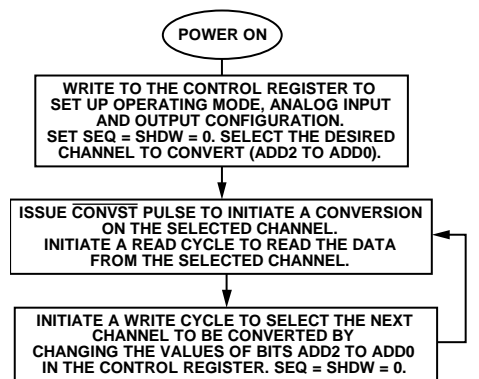 POWER ON
WRITE TO THE CONTROL REGISTER TO
SET UP OPERATING MODE, ANALOG INPUT
AND OUTPUT CONFIGURATION.
SET SEQ = SHDW = 0. SELECT THE DESIRED
CHANNEL TO CONVERT (ADD2 TO ADD0).
ISSUE CONVST PULSE TO INITIATE A CONVERSION
ON THE SELECTED CHANNEL.
INITIATE A READ CYCLE TO READ THE DATA
FROM THE SELECTED CHANNEL.
INITIATE A WRITE CYCLE TO SELECT THE NEXT
CHANNEL TO BE CONVERTED BY
CHANGING THE VALUES OF BITS ADD2 TO ADD0
IN THE CONTROL REGISTER. SEQ = SHDW = 0.